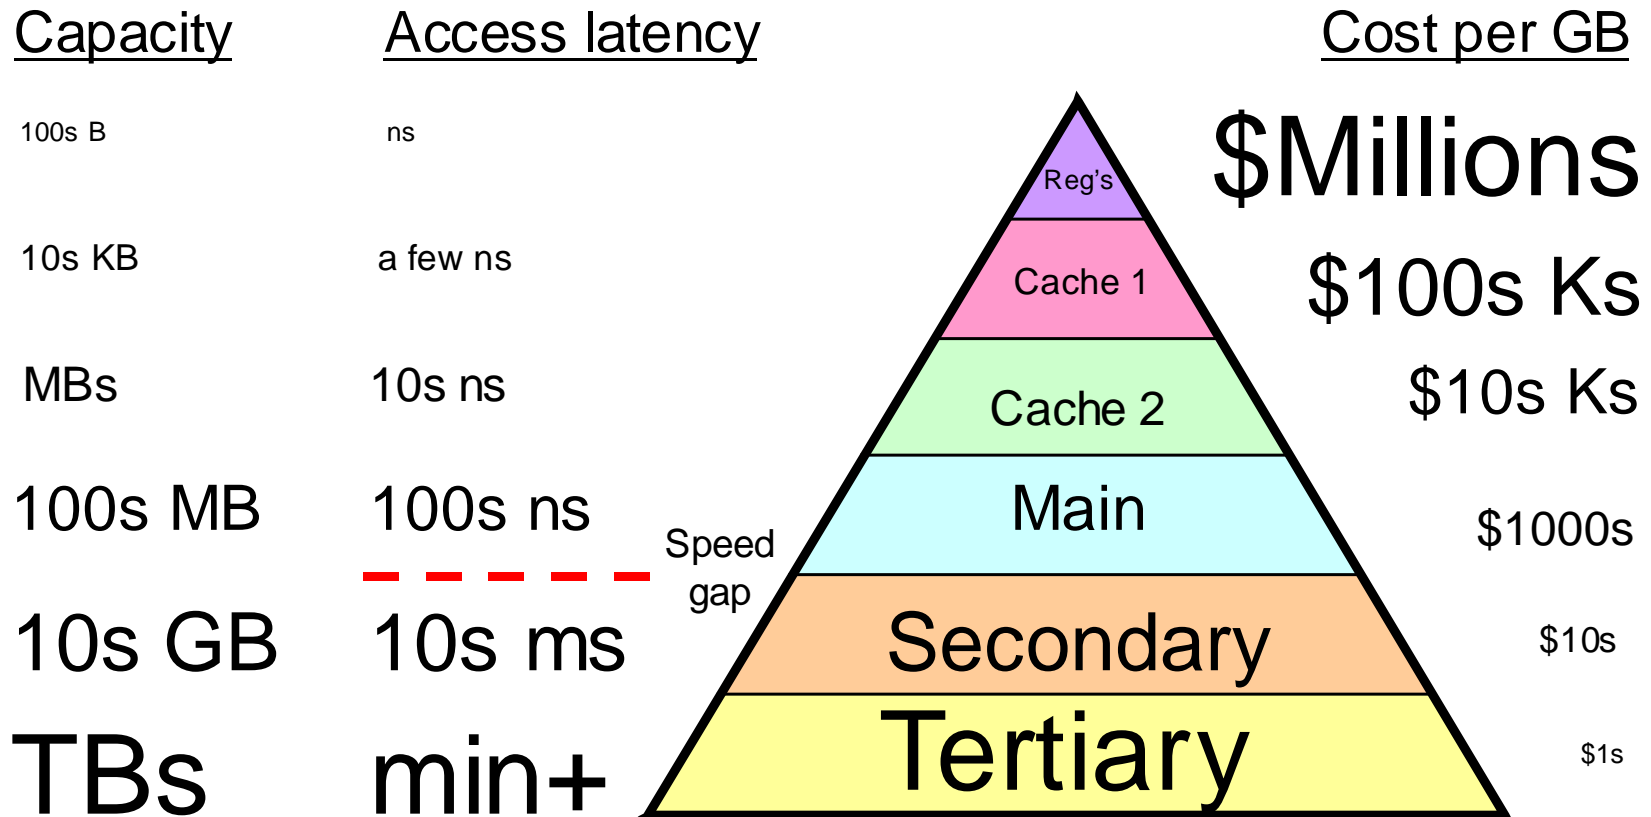 Capacity Access latency Cost per GB
100s B ns Reg's $Millions
10s KB a few ns Cache 1 $100s Ks
MBs 10s ns Cache 2 $10s Ks
100s MB 100s ns Main $1000s
Speed
gap
10s GB 10s ms Secondary $10s
TBs min+ Tertiary $1s